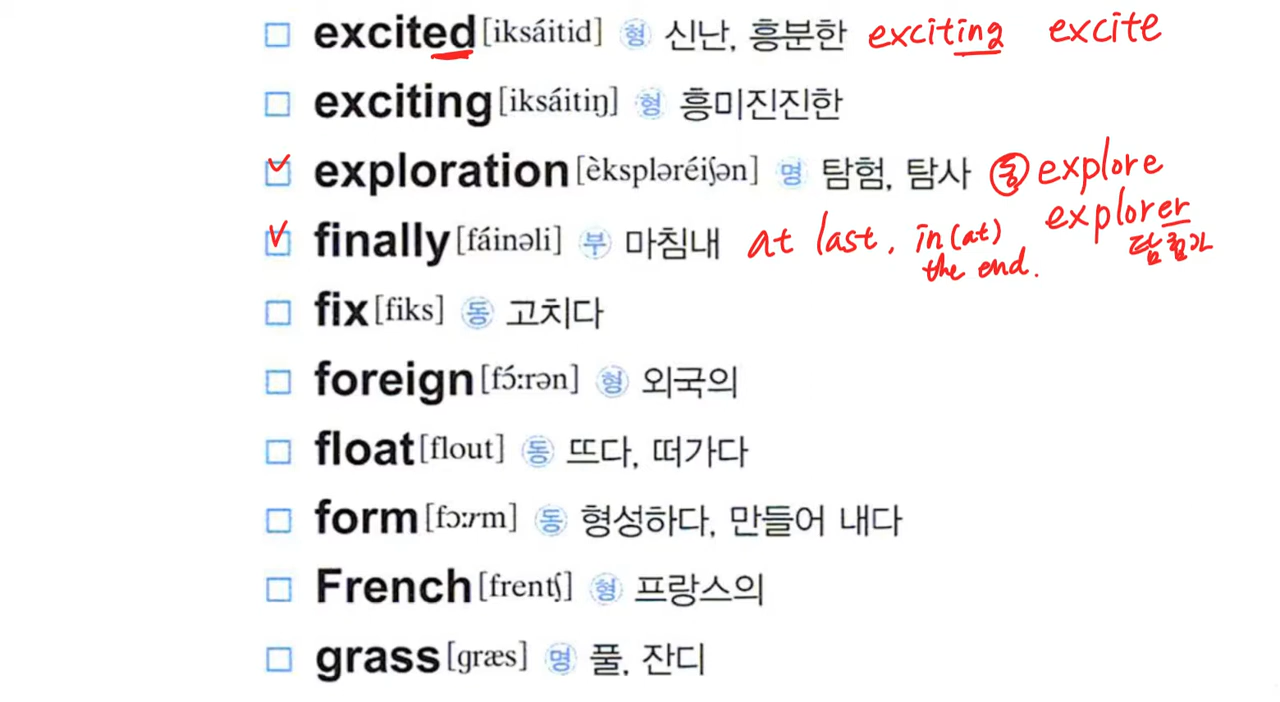 excited [iksáitid] 형 신난, 흥분한 exciting excite
exciting [iksáitiŋ] 형 흥미진진한
exploration [èkspləréiʃən] 명 탐험, 탐사 동 explore
explorer
탐험가
finally [fáinəli] 부 마침내 at last, in (at)
the end.
fix [fiks] 동 고치다
foreign [fɔ́ːrən] 형 외국의
float [flout] 동 뜨다, 떠가다
form [fɔːrm] 동 형성하다, 만들어 내다
French [frentʃ] 형 프랑스의
grass [græs] 명 풀, 잔디